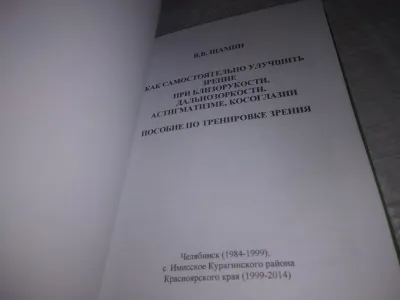 В.В. ШАМИН
КАК САМОСТОЯТЕЛЬНО УЛУЧШИТЬ
ЗРЕНИЕ
ПРИ БЛИЗОРУКОСТИ,
ДАЛЬНОЗОРКОСТИ,
АСТИГМАТИЗМЕ, КОСОГЛАЗИИ
ПОСОБИЕ ПО ТРЕНИРОВКЕ ЗРЕНИЯ
Челябинск (1984-1999),
с. Имисское Курагинского района
Красноярского края (1999-2014)